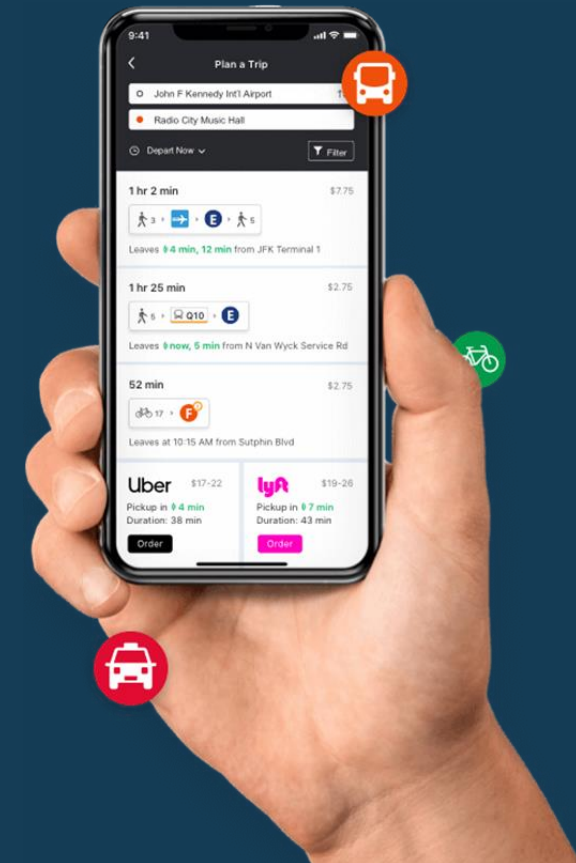 9:41
Plan a Trip
John F Kennedy Int'l Airport
Radio City Music Hall
Depart Now
Filter
1 hr 2 min $7.75
3 E 5
Leaves 4 min, 12 min from JFK Terminal 1
1 hr 25 min $2.75
5 Q10 E
Leaves now, 5 min from N Van Wyck Service Rd
52 min $2.75
17 F
Leaves at 10:15 AM from Sutphin Blvd
Uber $17-22
Pickup in 4 min
Duration: 38 min
Order
lyft $19-26
Pickup in 7 min
Duration: 43 min
Order